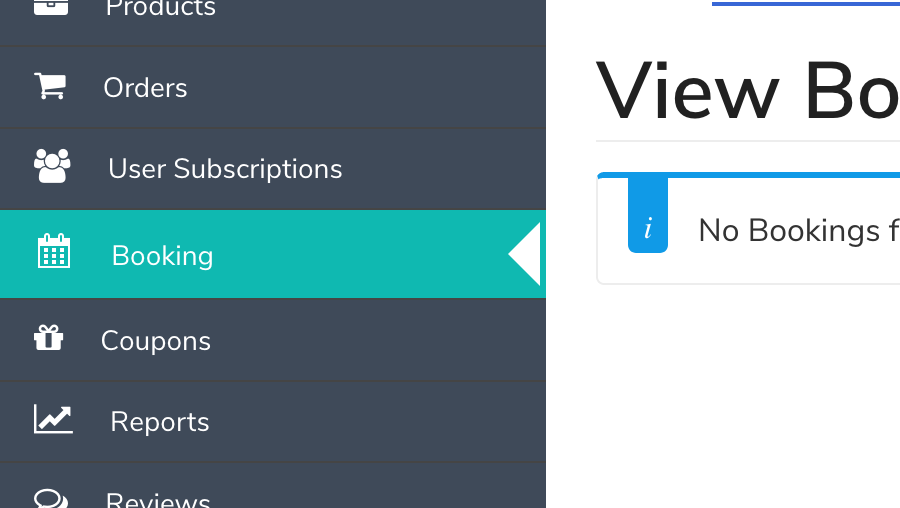 Products
Orders
User Subscriptions
Booking
Coupons
Reports
Reviews
View Bo
i
No Bookings f